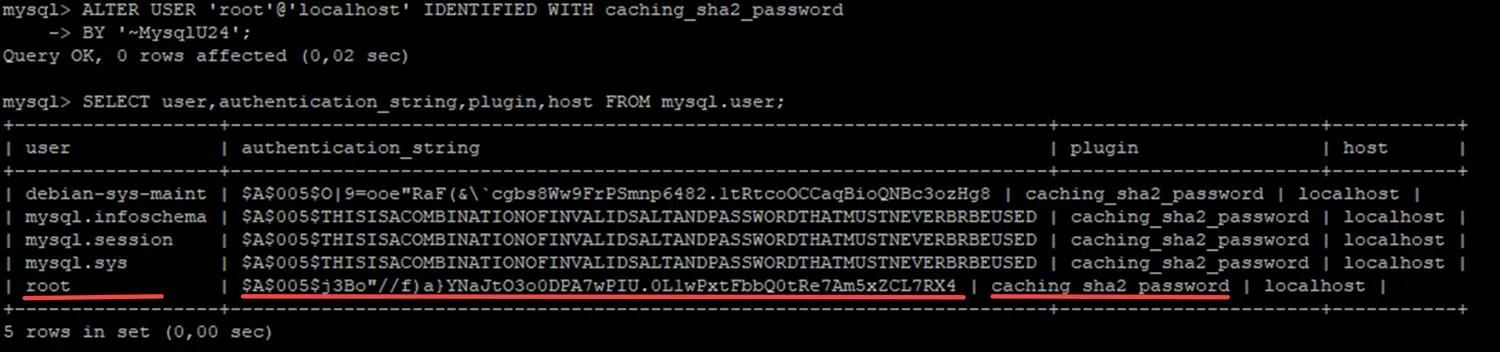 mysql> ALTER USER 'root'@'localhost' IDENTIFIED WITH caching_sha2_password
    -> BY '~MysqlU24';
Query OK, 0 rows affected (0,02 sec)
mysql> SELECT user,authentication_string,plugin,host FROM mysql.user;
+------------------+------------------------------------------------------------------------+-----------------------+-----------+
| user             | authentication_string                                                  | plugin                | host      |
+------------------+------------------------------------------------------------------------+-----------------------+-----------+
| debian-sys-maint | $A$005$O|9=ooe"RaF(&\`cgbs8Ww9FrPSmnp6482.ltRtcoOCCaqBioQNBc3ozHg8 | caching_sha2_password | localhost |
| mysql.infoschema | $A$005$THISISACOMBINATIONOFINVALIDSALTANDPASSWORDTHATMUSTNEVERBRBEUSED | caching_sha2_password | localhost |
| mysql.session    | $A$005$THISISACOMBINATIONOFINVALIDSALTANDPASSWORDTHATMUSTNEVERBRBEUSED | caching_sha2_password | localhost |
| mysql.sys        | $A$005$THISISACOMBINATIONOFINVALIDSALTANDPASSWORDTHATMUSTNEVERBRBEUSED | caching_sha2_password | localhost |
| root             | $A$005$j3Bo"//f)a}YNaJtO3o0DPA7wPIU.0LlwPxtFbbQ0tRe7Am5xZCL7RX4 | caching_sha2_password | localhost |
+------------------+------------------------------------------------------------------------+-----------------------+-----------+
5 rows in set (0,00 sec)